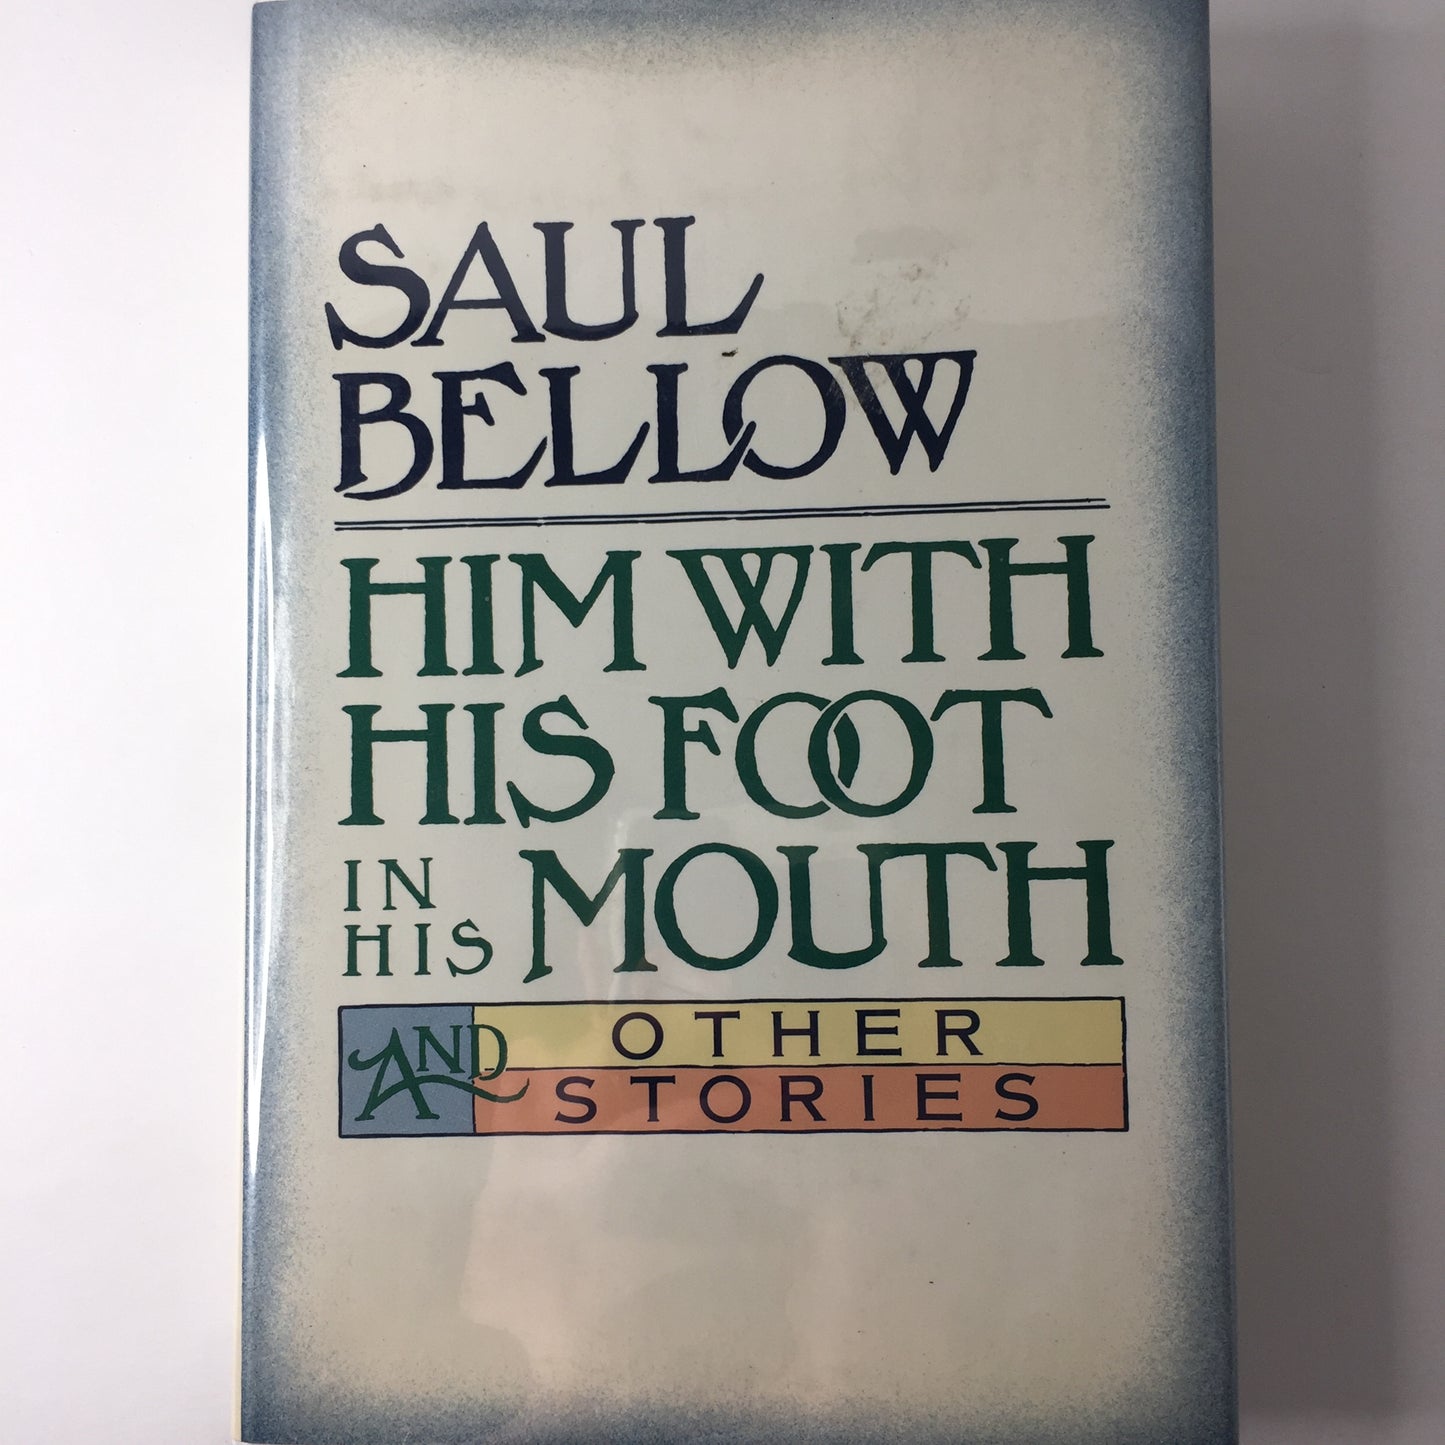 SAUL
BELLOW
HIM WITH
HIS FOOT
IN
HIS
MOUTH
AND
OTHER
STORIES